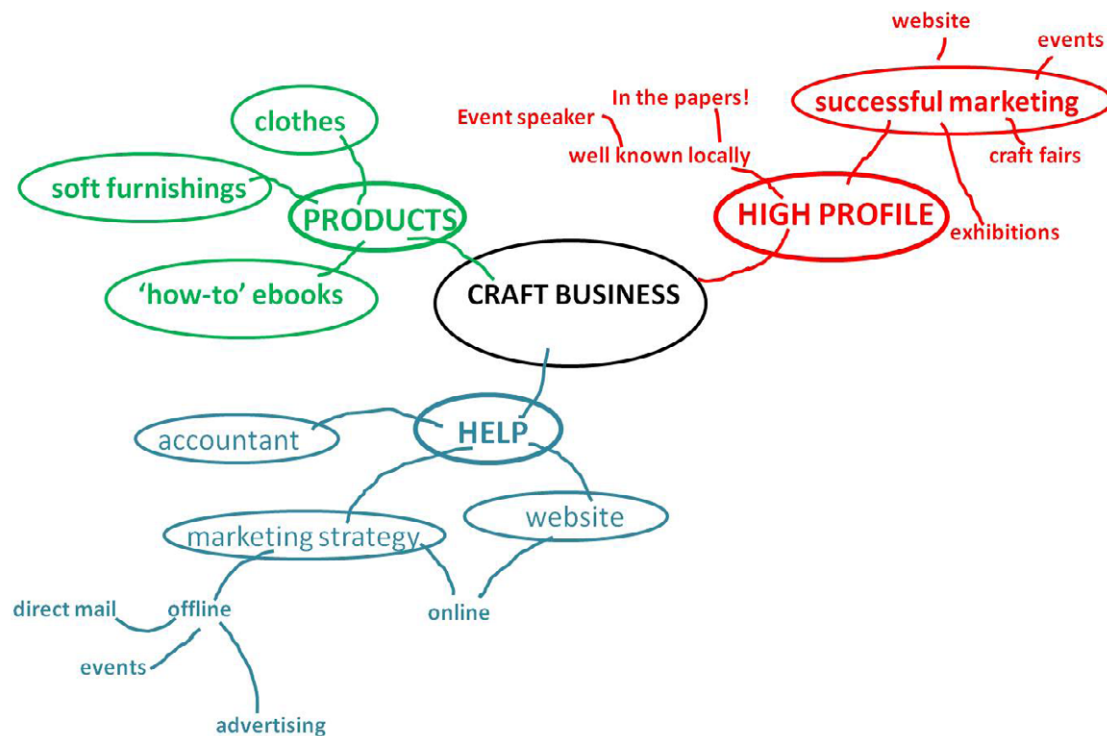 website
events
successful marketing
craft fairs
exhibitions
In the papers!
Event speaker
well known locally
HIGH PROFILE
clothes
soft furnishings
PRODUCTS
‘how-to’ ebooks
CRAFT BUSINESS
HELP
accountant
website
marketing strategy
online
direct mail
offline
events
advertising